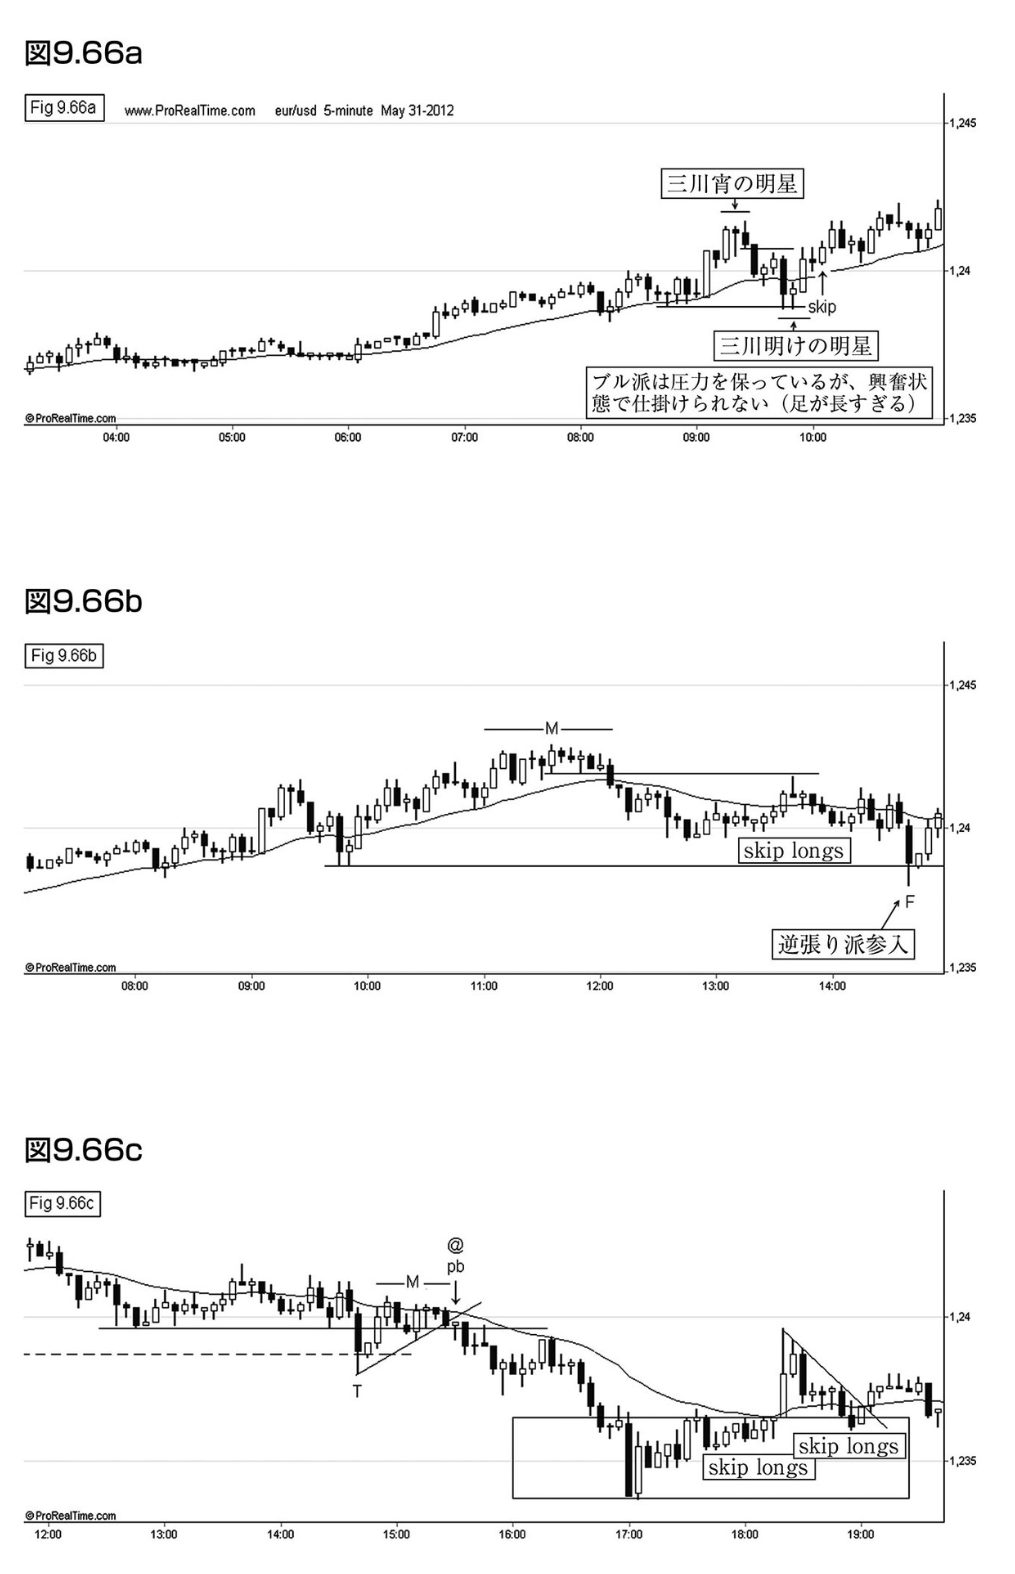 図9.66a
Fig 9.66a www.ProRealTime.com eur/usd 5-minute May 31-2012
1,245
三川宵の明星
1,24
skip
三川明けの明星
ブル派は圧力を保っているが、興奮状
態で仕掛けられない（足が長すぎる）
©ProRealTime.com
1,235
04:00 05:00 06:00 07:00 08:00 09:00 10:00
図9.66b
Fig 9.66b
1,245
M
1,24
skip longs
F
逆張り派参入
©ProRealTime.com
1,235
08:00 09:00 10:00 11:00 12:00 13:00 14:00
図9.66c
Fig 9.66c
@
pb
M
1,24
T
skip longs
skip longs
1,235
©ProRealTime.com
12:00 13:00 14:00 15:00 16:00 17:00 18:00 19:00